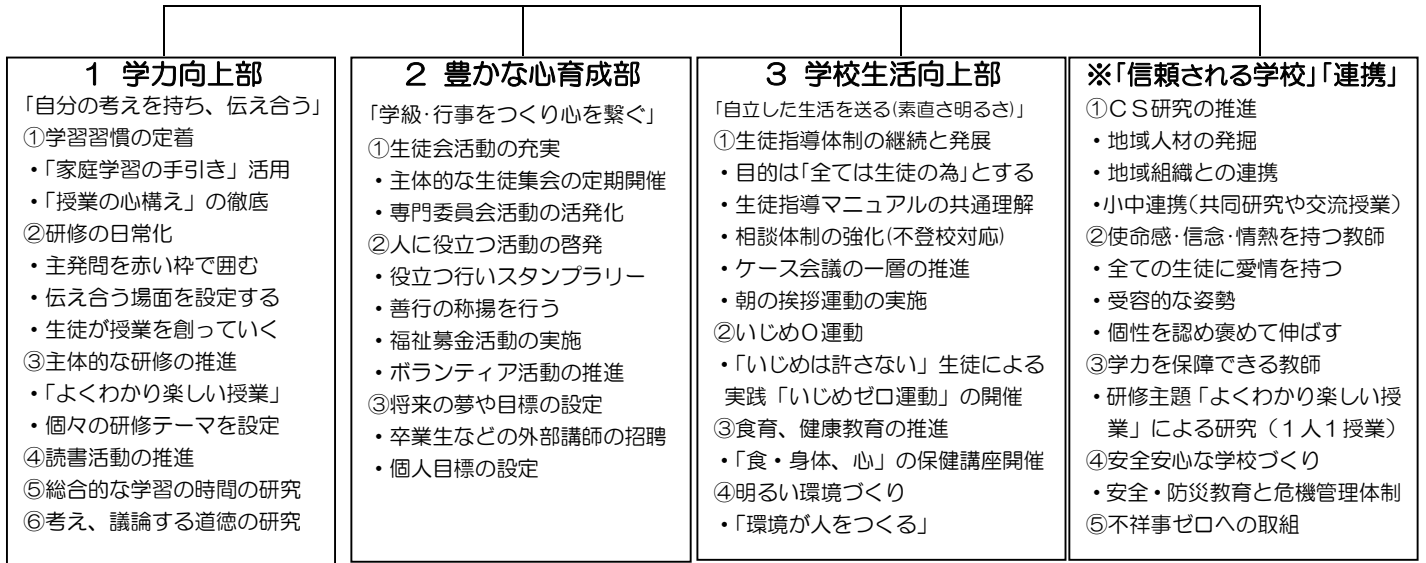 1 学力向上部
「自分の考えを持ち、伝え合う」
①学習習慣の定着
・「家庭学習の手引き」活用
・「授業の心構え」の徹底
②研修の日常化
・主発問を赤い枠で囲む
・伝え合う場面を設定する
・生徒が授業を創っていく
③主体的な研修の推進
・「よくわかり楽しい授業」
・個々の研修テーマを設定
④読書活動の推進
⑤総合的な学習の時間の研究
⑥考え、議論する道徳の研究
2 豊かな心育成部
「学級・行事をつくり心を繋ぐ」
①生徒会活動の充実
・主体的な生徒集会の定期開催
・専門委員会活動の活発化
②人に役立つ活動の啓発
・役立つ行いスタンプラリー
・善行の称揚を行う
・福祉募金活動の実施
・ボランティア活動の推進
③将来の夢や目標の設定
・卒業生などの外部講師の招聘
・個人目標の設定
3 学校生活向上部
「自立した生活を送る(素直さ明るさ)」
①生徒指導体制の継続と発展
・目的は「全ては生徒の為」とする
・生徒指導マニュアルの共通理解
・相談体制の強化(不登校対応)
・ケース会議の一層の推進
・朝の挨拶運動の実施
②いじめ０運動
・「いじめは許さない」生徒による
実践「いじめゼロ運動」の開催
③食育、健康教育の推進
・「食・身体、心」の保健講座開催
④明るい環境づくり
・「環境が人をつくる」
※「信頼される学校」「連携」
①ＣＳ研究の推進
・地域人材の発掘
・地域組織との連携
・小中連携（共同研究や交流授業）
②使命感・信念・情熱を持つ教師
・全ての生徒に愛情を持つ
・受容的な姿勢
・個性を認め褒めて伸ばす
③学力を保障できる教師
・研修主題「よくわかり楽しい授
業」による研究（１人１授業）
④安全安心な学校づくり
・安全・防災教育と危機管理体制
⑤不祥事ゼロへの取組